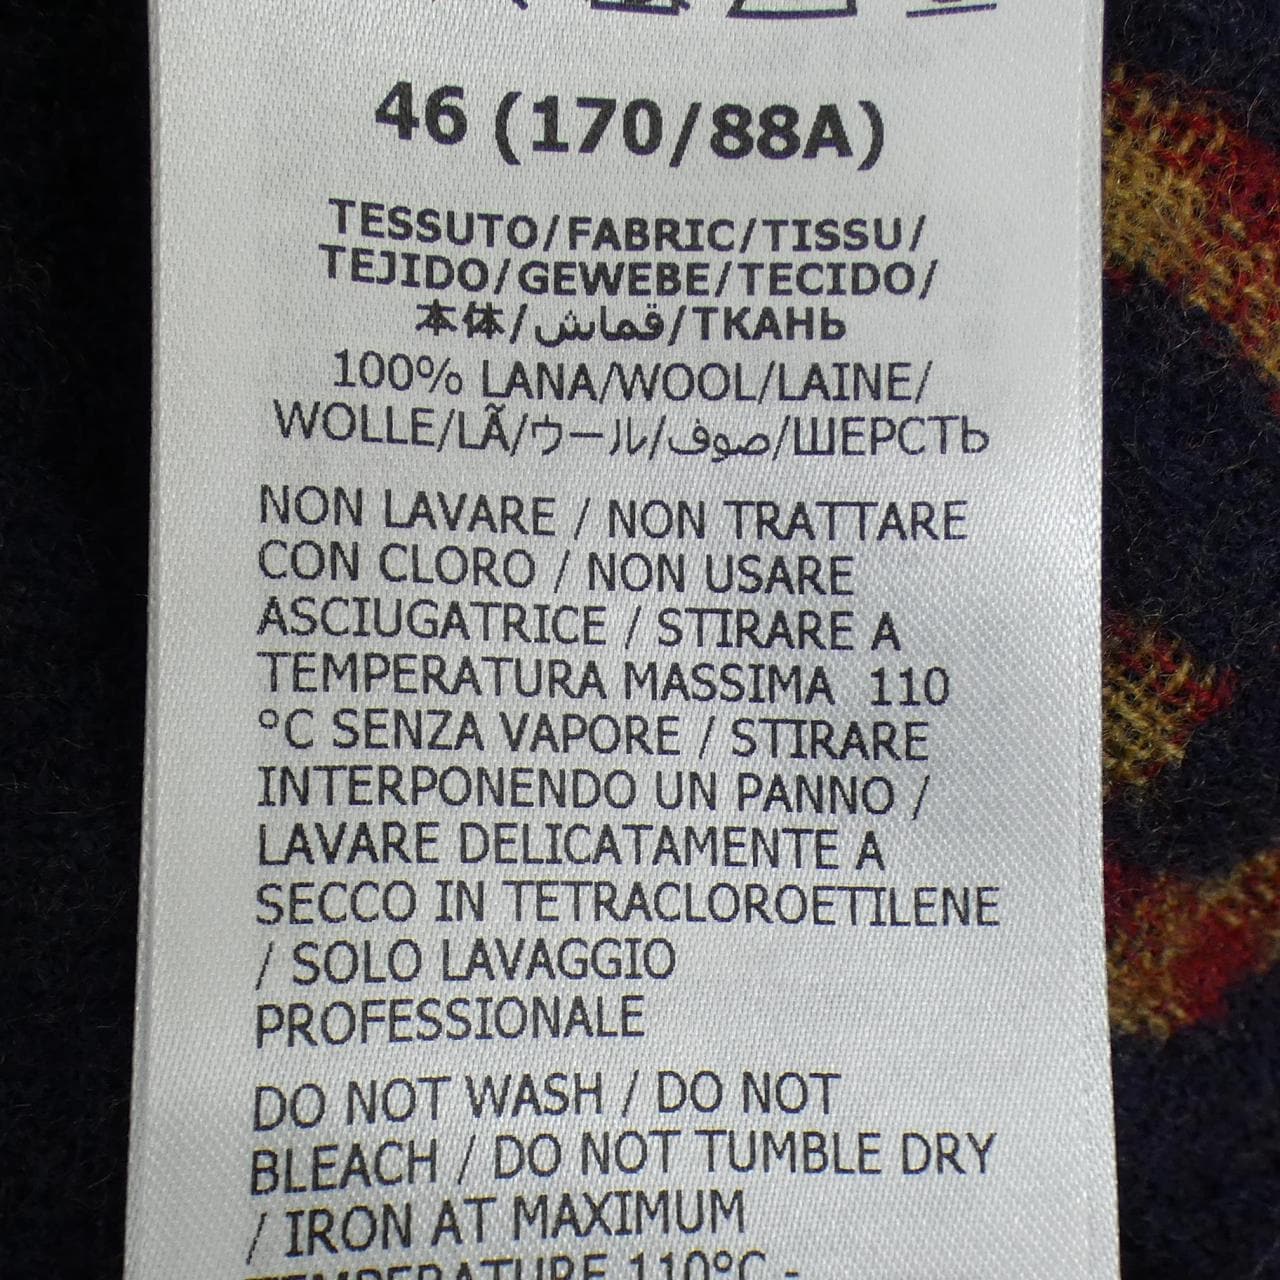 46 (170/88A)
TESSUTO/FABRIC/TISSU/
TEJIDO/GEWEBE/TECIDO/
本体/قماش/ТКАНЬ
100% LANA/WOOL/LAINE/
WOLLE/LÃ/ウール/صوف/ШЕРСТЬ
NON LAVARE / NON TRATTARE
CON CLORO / NON USARE
ASCIUGATRICE / STIRARE A
TEMPERATURA MASSIMA 110
°C SENZA VAPORE / STIRARE
INTERPONENDO UN PANNO /
LAVARE DELICATAMENTE A
SECCO IN TETRACLOROETILENE
/ SOLO LAVAGGIO
PROFESSIONALE
DO NOT WASH / DO NOT
BLEACH / DO NOT TUMBLE DRY
/ IRON AT MAXIMUM
TEMPERATURE 110°C -